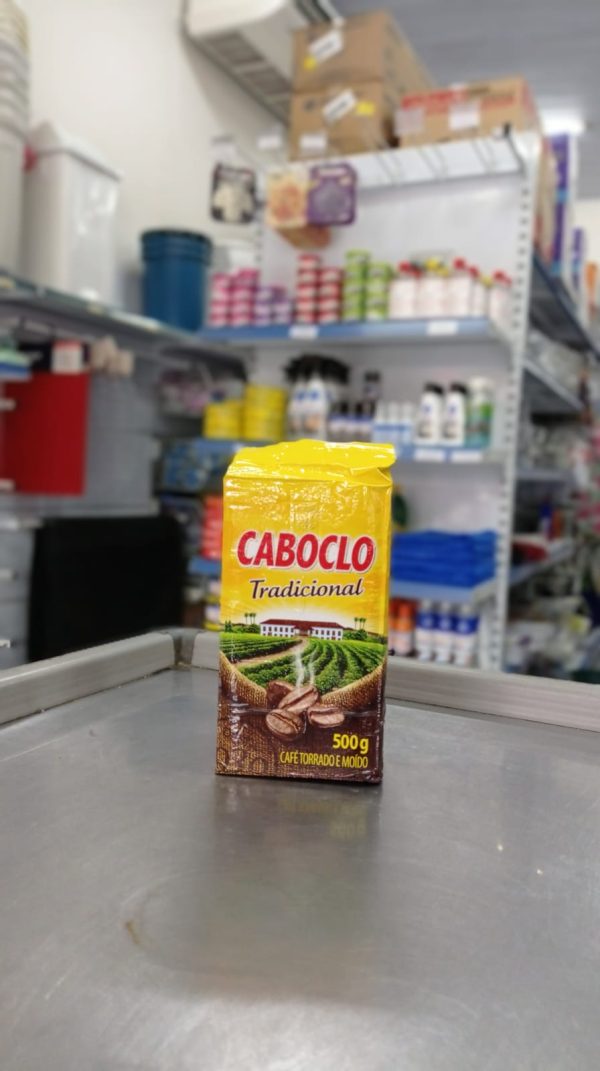 CABOCLO
Tradicional
500g
CAFÉ TORRADO E MOÍDO